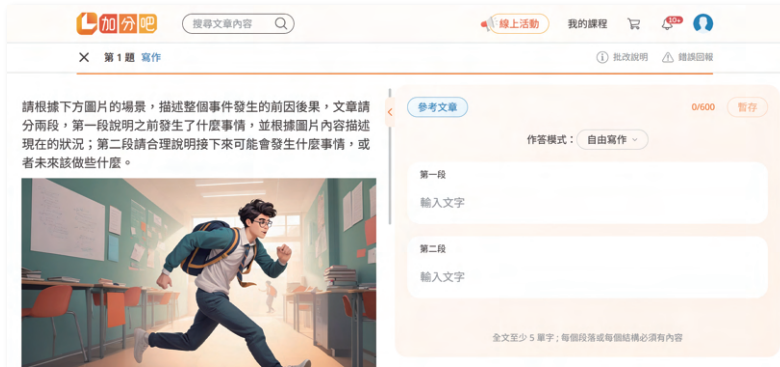 加分吧
搜尋文章內容
線上活動
我的課程
10+
第 1 題 寫作
批改說明
錯誤回報
請根據下方圖片的場景,描述整個事件發生的前因後果,文章請
分兩段,第一段說明之前發生了什麼事情,並根據圖片內容描述
現在的狀況;第二段請合理說明接下來可能會發生什麼事情,或
者未來該做些什麼。
參考文章
0/600
暫存
作答模式:
自由寫作
第一段
輸入文字
第二段
輸入文字
全文至少 5 單字;每個段落或每個結構必須有內容